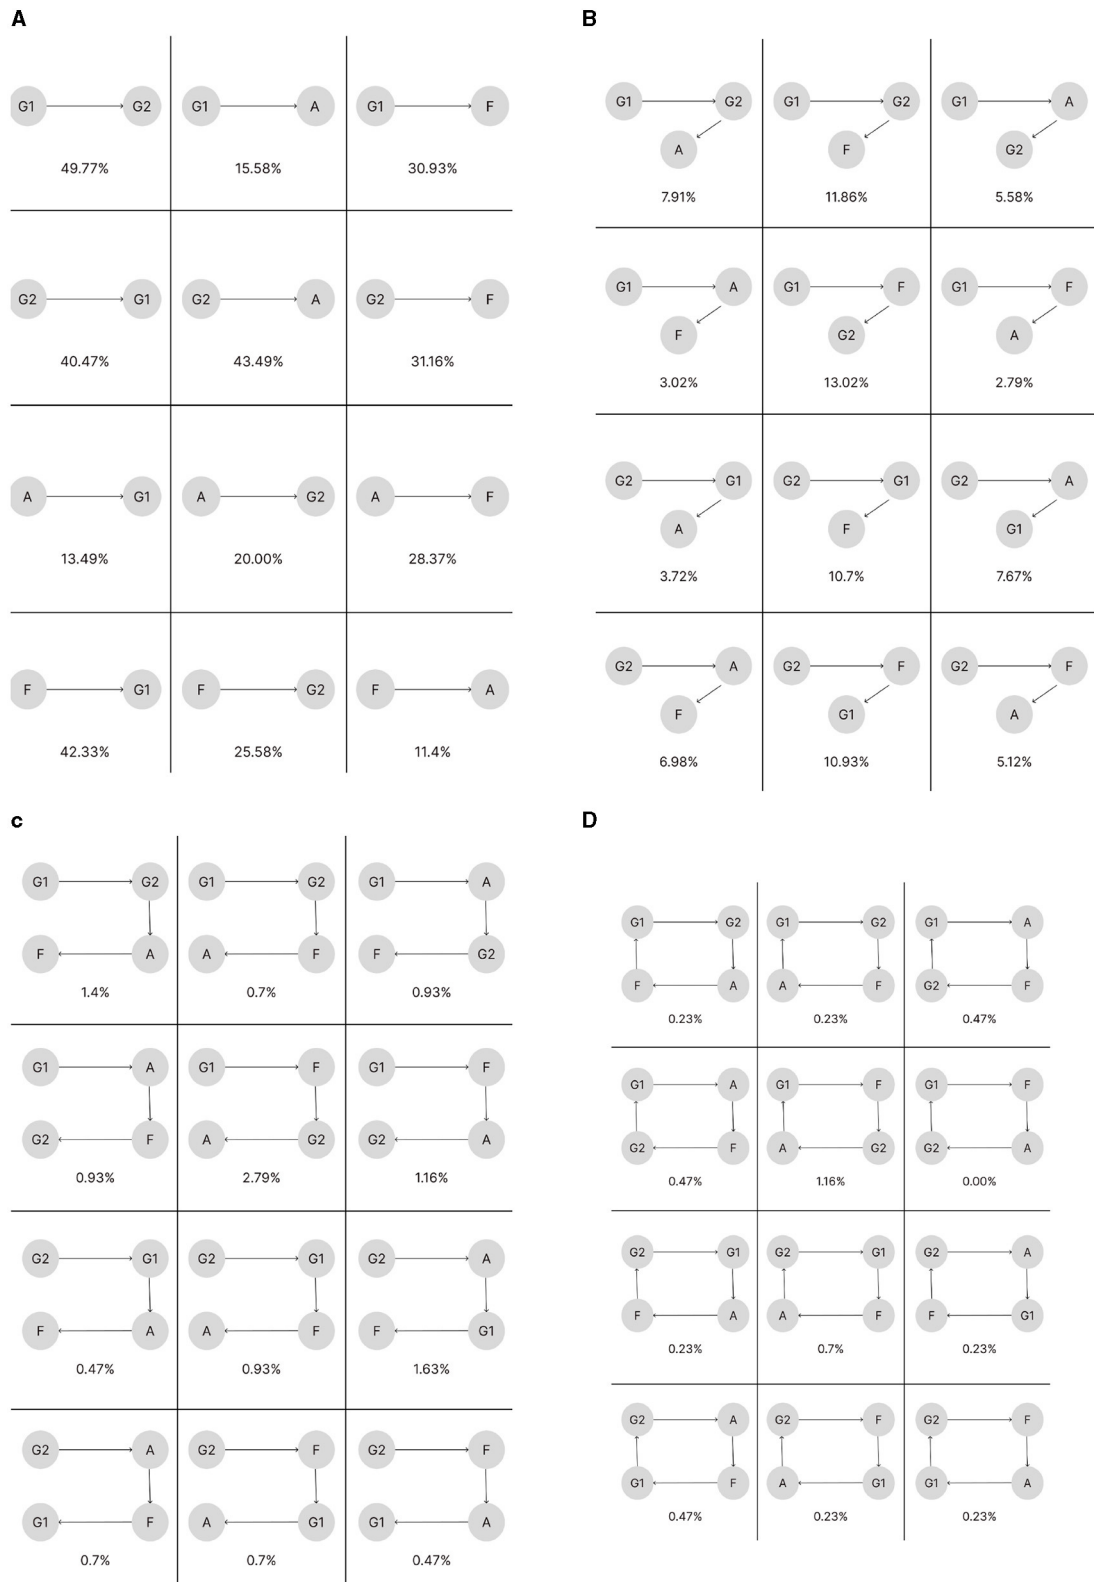 A
G1 G2 G1 A G1 F
49.77% 15.58% 30.93%
G2 G1 G2 A G2 F
40.47% 43.49% 31.16%
A G1 A G2 A F
13.49% 20.00% 28.37%
F G1 F G2 F A
42.33% 25.58% 11.4%
B
G1 G2 G1 G2 G1 A
A F G2
7.91% 11.86% 5.58%
G1 A G1 F G1 F
F G2 A
3.02% 13.02% 2.79%
G2 G1 G2 G1 G2 A
A F G1
3.72% 10.7% 7.67%
G2 A G2 F G2 F
F G1 A
6.98% 10.93% 5.12%
c
G1 G2 G1 G2 G1 A
F A A F F G2
1.4% 0.7% 0.93%
G1 A G1 F G1 F
G2 F A G2 G2 A
0.93% 2.79% 1.16%
G2 G1 G2 G1 G2 A
F A A F F G1
0.47% 0.93% 1.63%
G2 A G2 F G2 F
G1 F A G1 G1 A
0.7% 0.7% 0.47%
D
G1 G2 G1 G2 G1 A
F A A F G2 F
0.23% 0.23% 0.47%
G1 A G1 F G1 F
G2 F A G2 G2 A
0.47% 1.16% 0.00%
G2 G1 G2 G1 G2 A
F A A F F G1
0.23% 0.7% 0.23%
G2 A G2 F G2 F
G1 F A G1 G1 A
0.47% 0.23% 0.23%